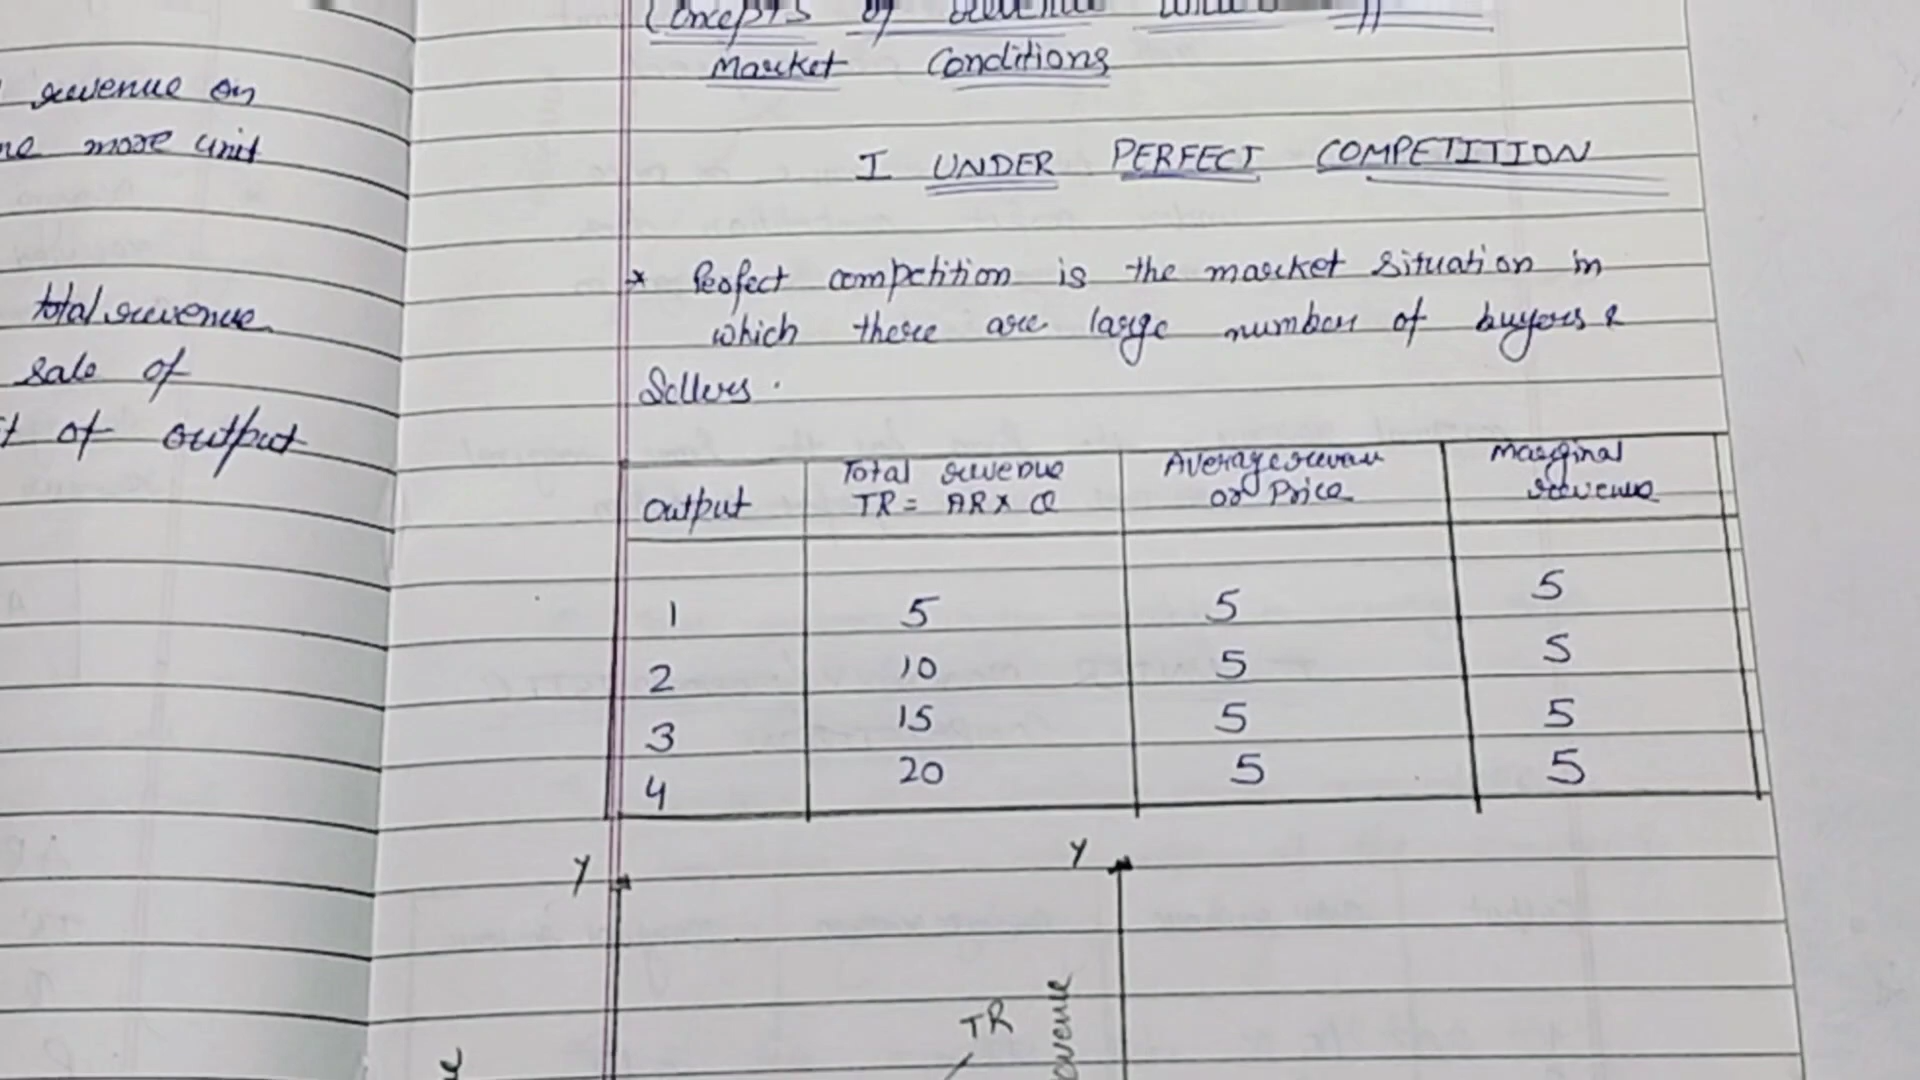 revenue on
more unit
total revenue
sale of
of output
Concepts of revenue
Market Conditions
I UNDER PERFECT COMPETITION
* Perfect competition is the market situation in
which there are large number of buyers &
Sellers.
Output | Total revenue TR = AR x Q | Average revenue or Price | Marginal revenue
1 5 5 5
2 10 5 5
3 15 5 5
4 20 5 5
Y Y
TR